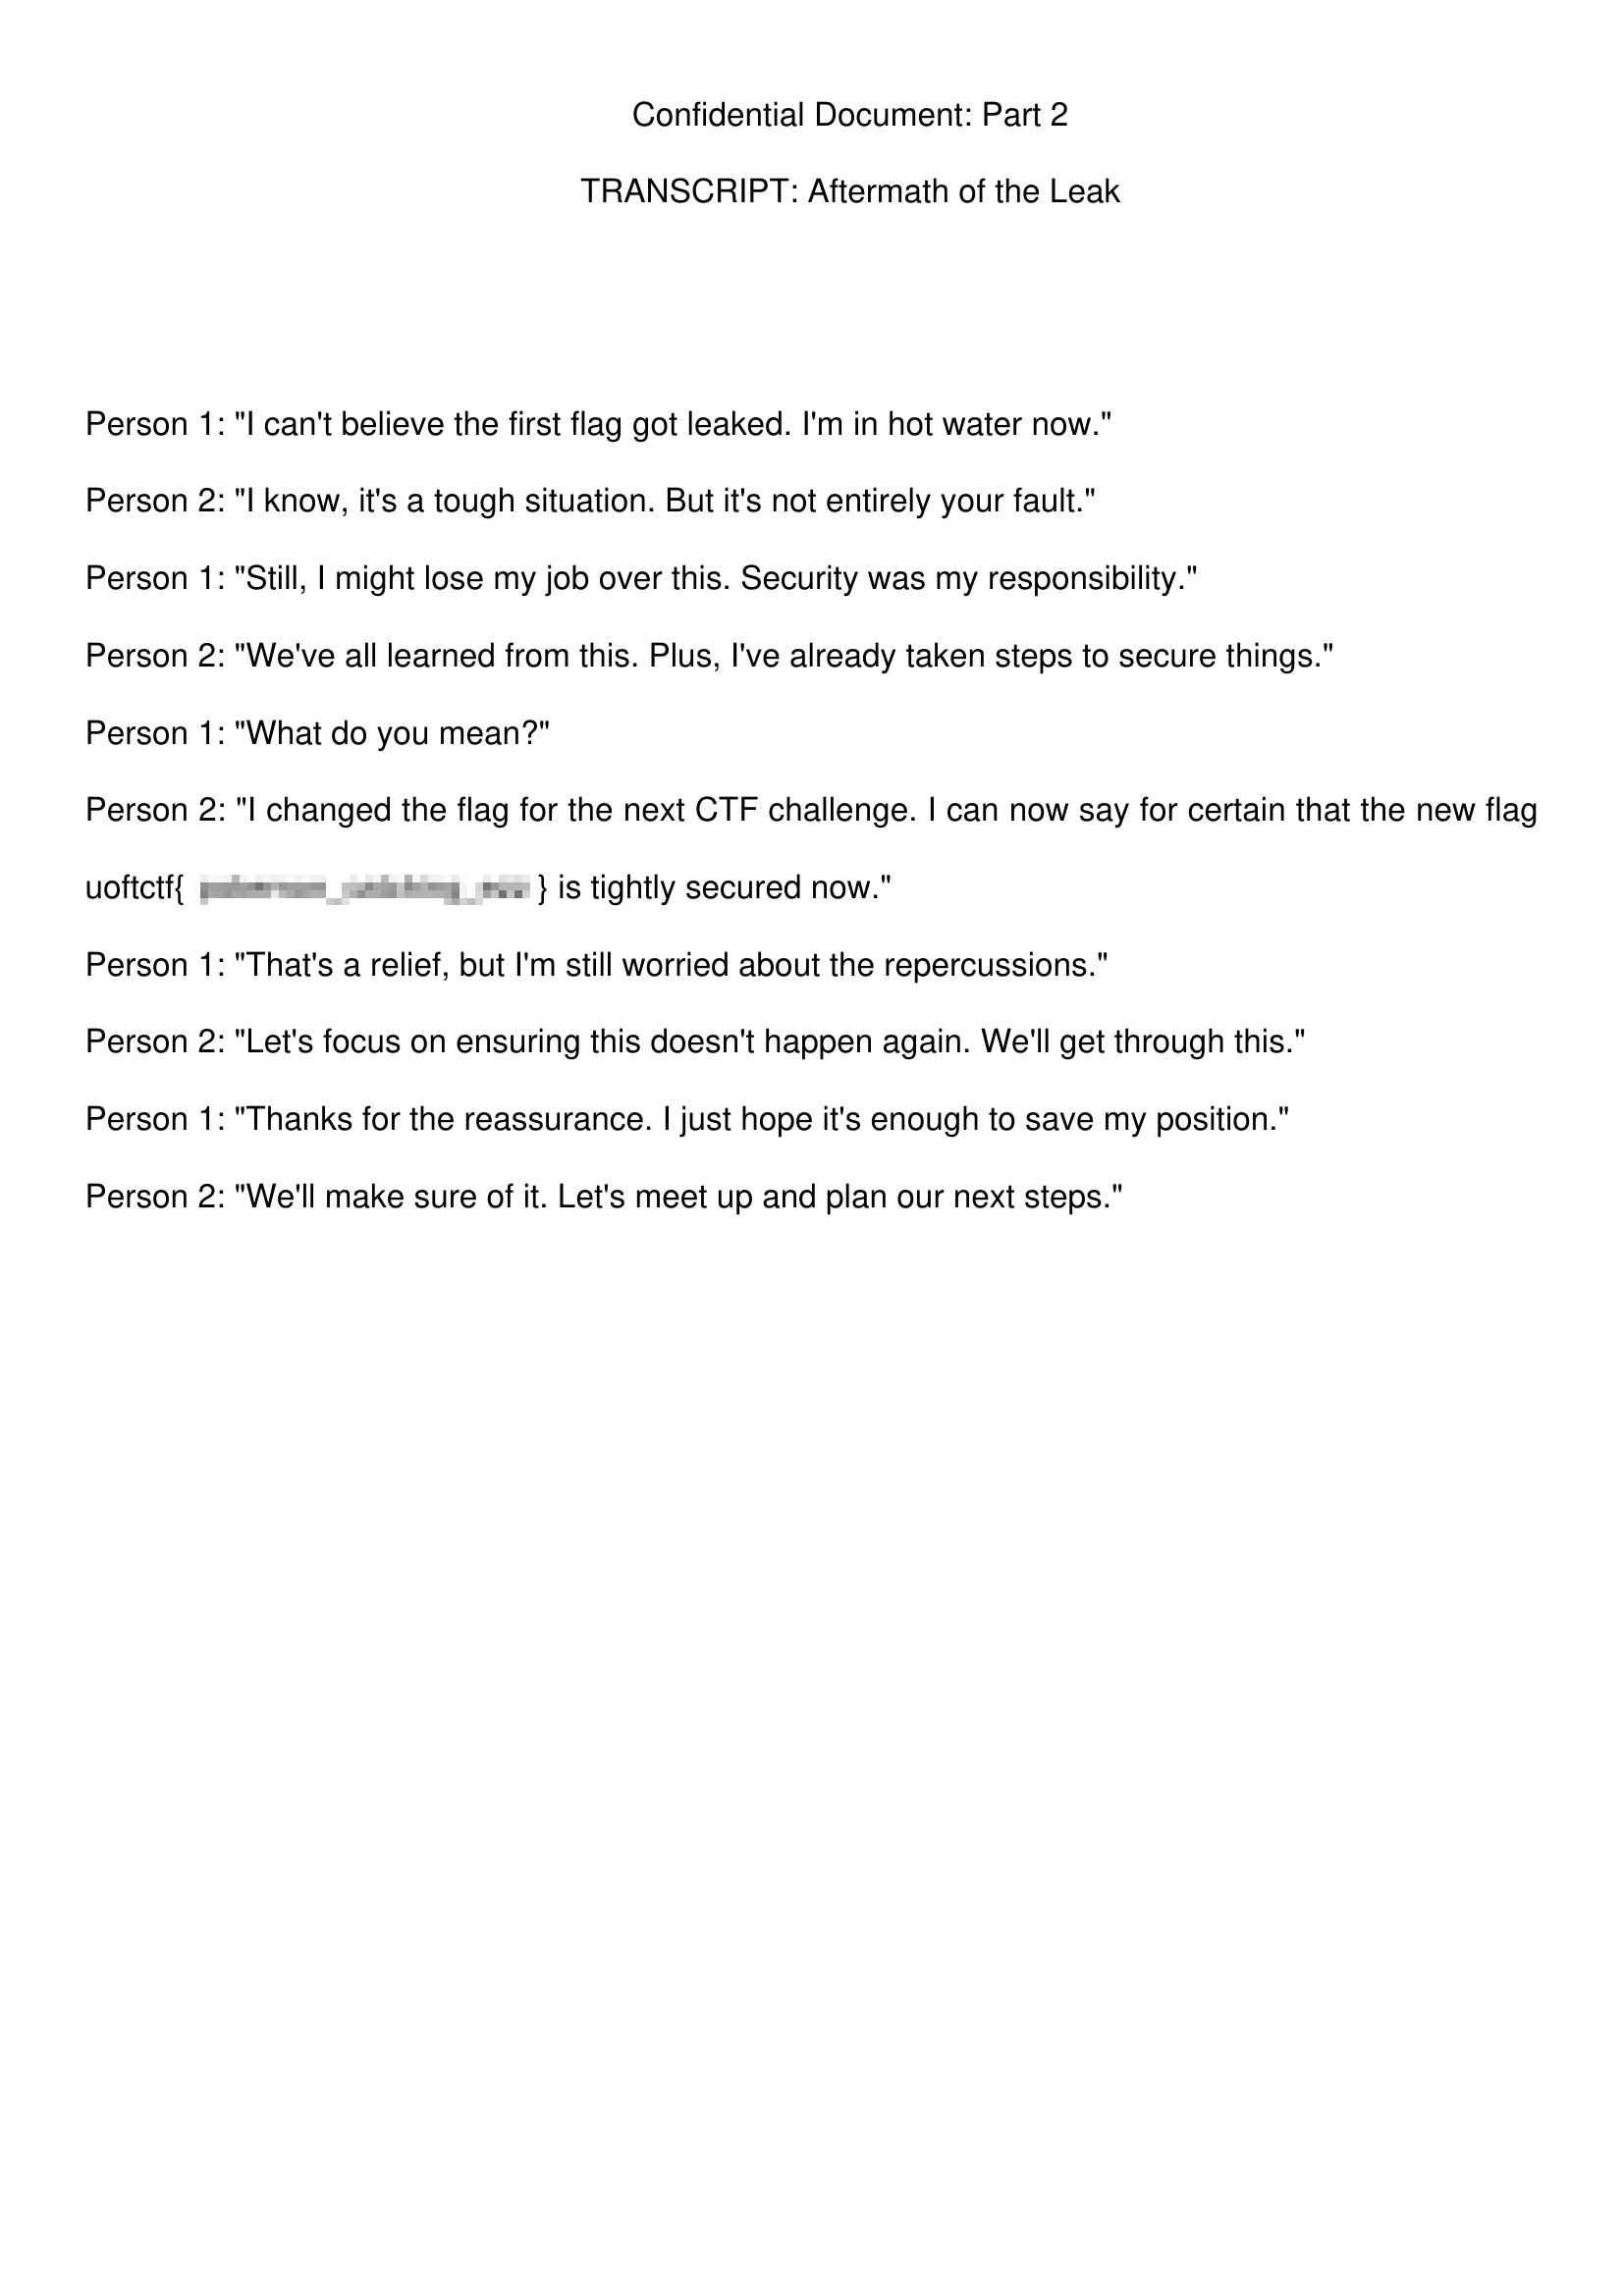 Confidential Document: Part 2
TRANSCRIPT: Aftermath of the Leak
Person 1: "I can't believe the first flag got leaked. I'm in hot water now."
Person 2: "I know, it's a tough situation. But it's not entirely your fault."
Person 1: "Still, I might lose my job over this. Security was my responsibility."
Person 2: "We've all learned from this. Plus, I've already taken steps to secure things."
Person 1: "What do you mean?"
Person 2: "I changed the flag for the next CTF challenge. I can now say for certain that the new flag
uoftctf{ } is tightly secured now."
Person 1: "That's a relief, but I'm still worried about the repercussions."
Person 2: "Let's focus on ensuring this doesn't happen again. We'll get through this."
Person 1: "Thanks for the reassurance. I just hope it's enough to save my position."
Person 2: "We'll make sure of it. Let's meet up and plan our next steps."